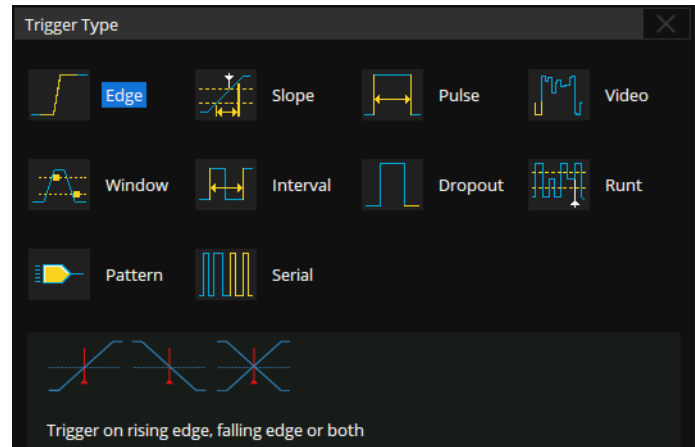 Trigger Type
Edge Slope Pulse Video
Window Interval Dropout Runt
Pattern Serial
Trigger on rising edge, falling edge or both